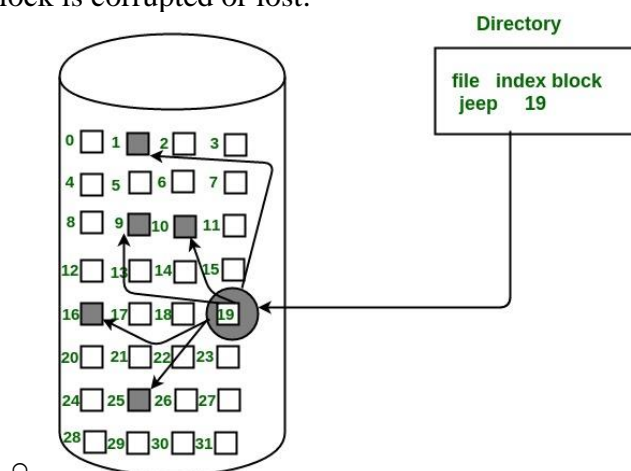 lock is corrupted or lost.
Directory
file index block
jeep 19
0 1 2 3
4 5 6 7
8 9 10 11
12 13 14 15
16 17 18 19
20 21 22 23
24 25 26 27
28 29 30 31